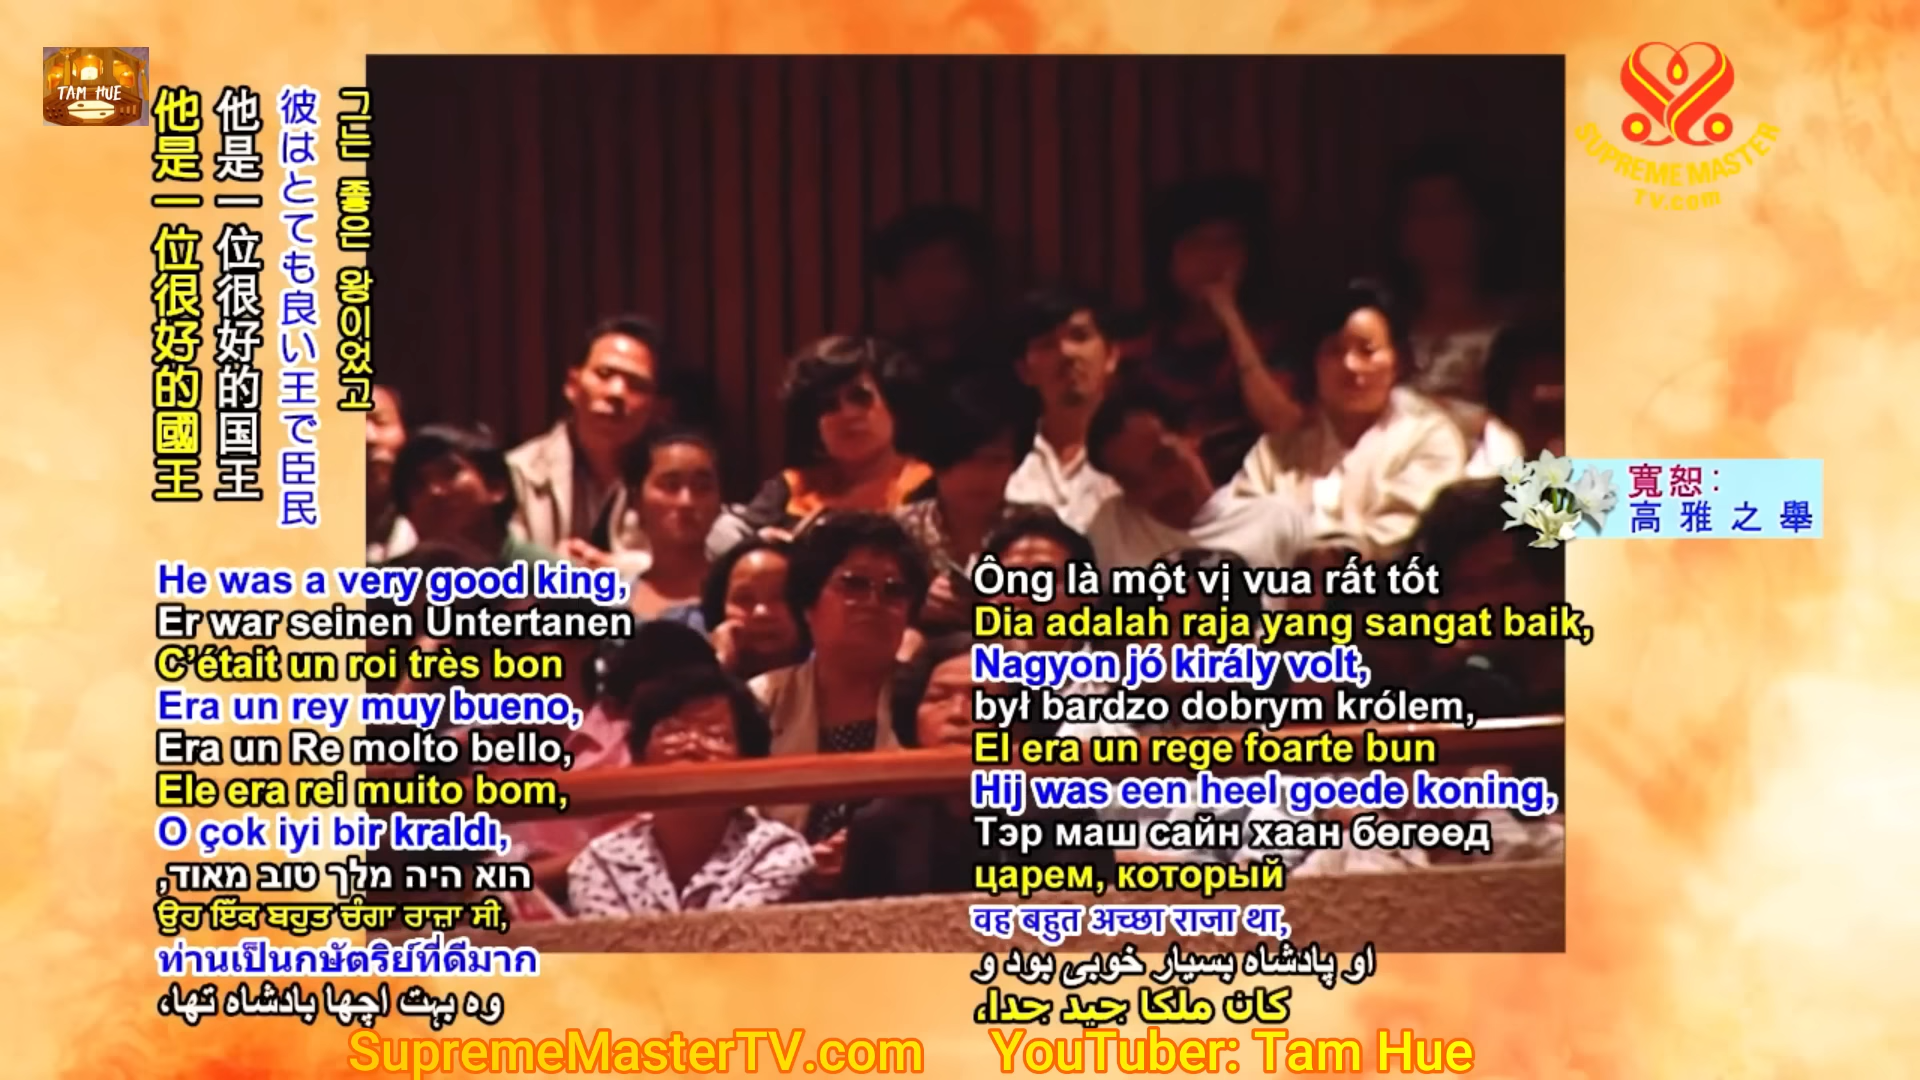 TAM HUE
他是一位很好的國王
他是一位很好的国王
彼はとても良い王で臣民
그는 좋은 왕이었고
SUPREME MASTER
TV.com
寬恕：
高雅之舉
He was a very good king,
Er war seinen Untertanen
C’était un roi très bon
Era un rey muy bueno,
Era un Re molto bello,
Ele era rei muito bom,
O çok iyi bir kraldı,
הוא היה מלך טוב מאוד,
ਉਹ ਇੱਕ ਬਹੁਤ ਚੰਗਾ ਰਾਜ਼ਾ ਸੀ,
ท่านเป็นกษัตริย์ที่ดีมาก
وہ بہت اچھا بادشاہ تھا،
Ông là một vị vua rất tốt
Dia adalah raja yang sangat baik,
Nagyon jó király volt,
był bardzo dobrym królem,
El era un rege foarte bun
Hij was een heel goede koning,
Тэр маш сайн хаан бөгөөд
царем, который
वह बहुत अच्छा राजा था,
او پادشاه بسیار خوبی بود و
كان ملكا جيد جدا،
SupremeMasterTV.com
YouTuber: Tam Hue